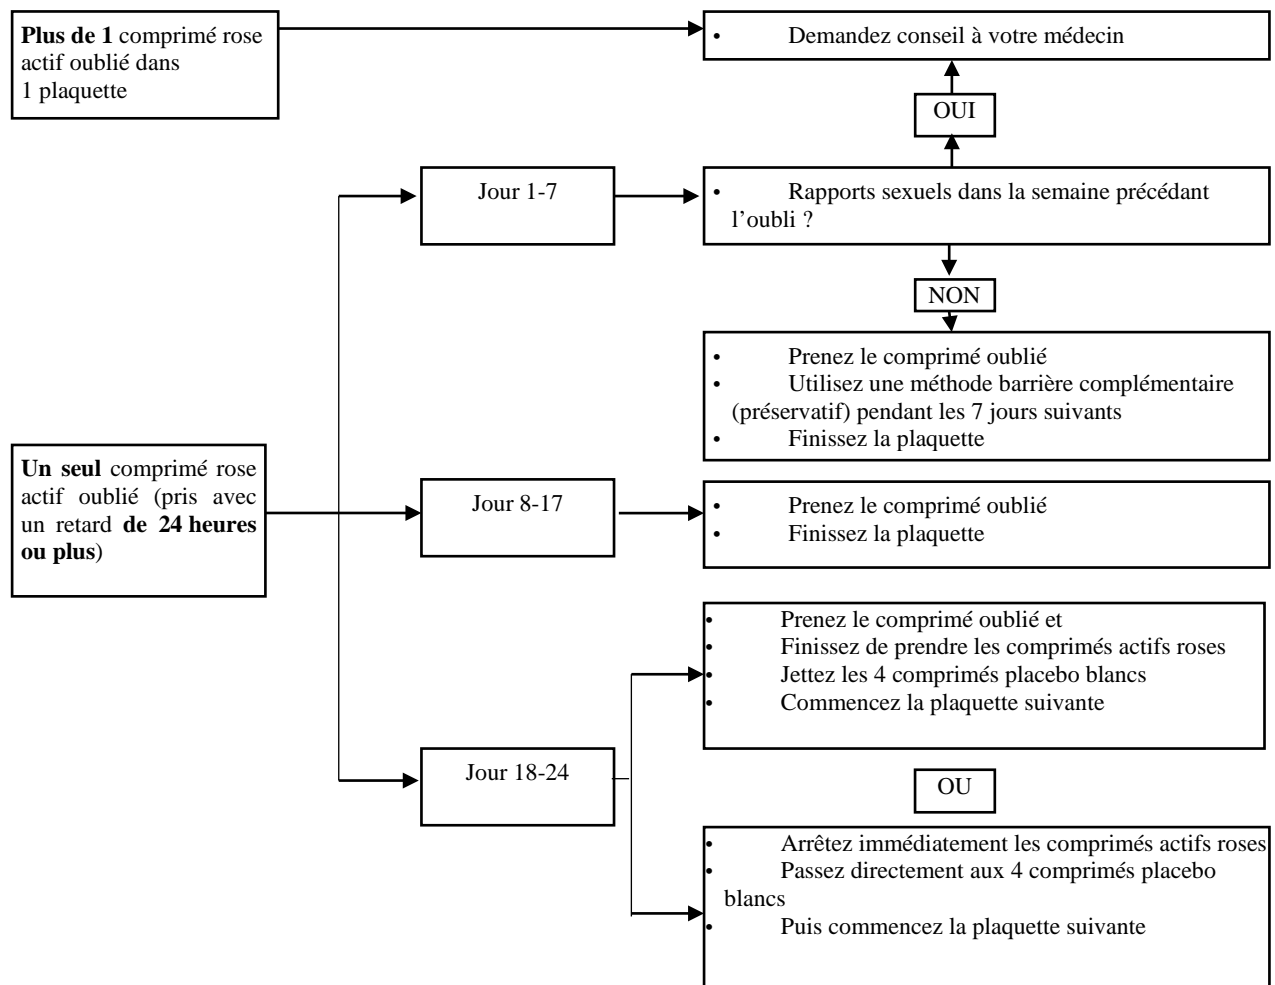 Plus de 1 comprimé rose
actif oublié dans
1 plaquette
• Demandez conseil à votre médecin
OUI
Jour 1-7
• Rapports sexuels dans la semaine précédant
l’oubli ?
NON
• Prenez le comprimé oublié
• Utilisez une méthode barrière complémentaire
(préservatif) pendant les 7 jours suivants
• Finissez la plaquette
Un seul comprimé rose
actif oublié (pris avec
un retard de 24 heures
ou plus)
Jour 8-17
• Prenez le comprimé oublié
• Finissez la plaquette
Jour 18-24
• Prenez le comprimé oublié et
• Finissez de prendre les comprimés actifs roses
• Jettez les 4 comprimés placebo blancs
• Commencez la plaquette suivante
OU
• Arrêtez immédiatement les comprimés actifs roses
• Passez directement aux 4 comprimés placebo
blancs
• Puis commencez la plaquette suivante